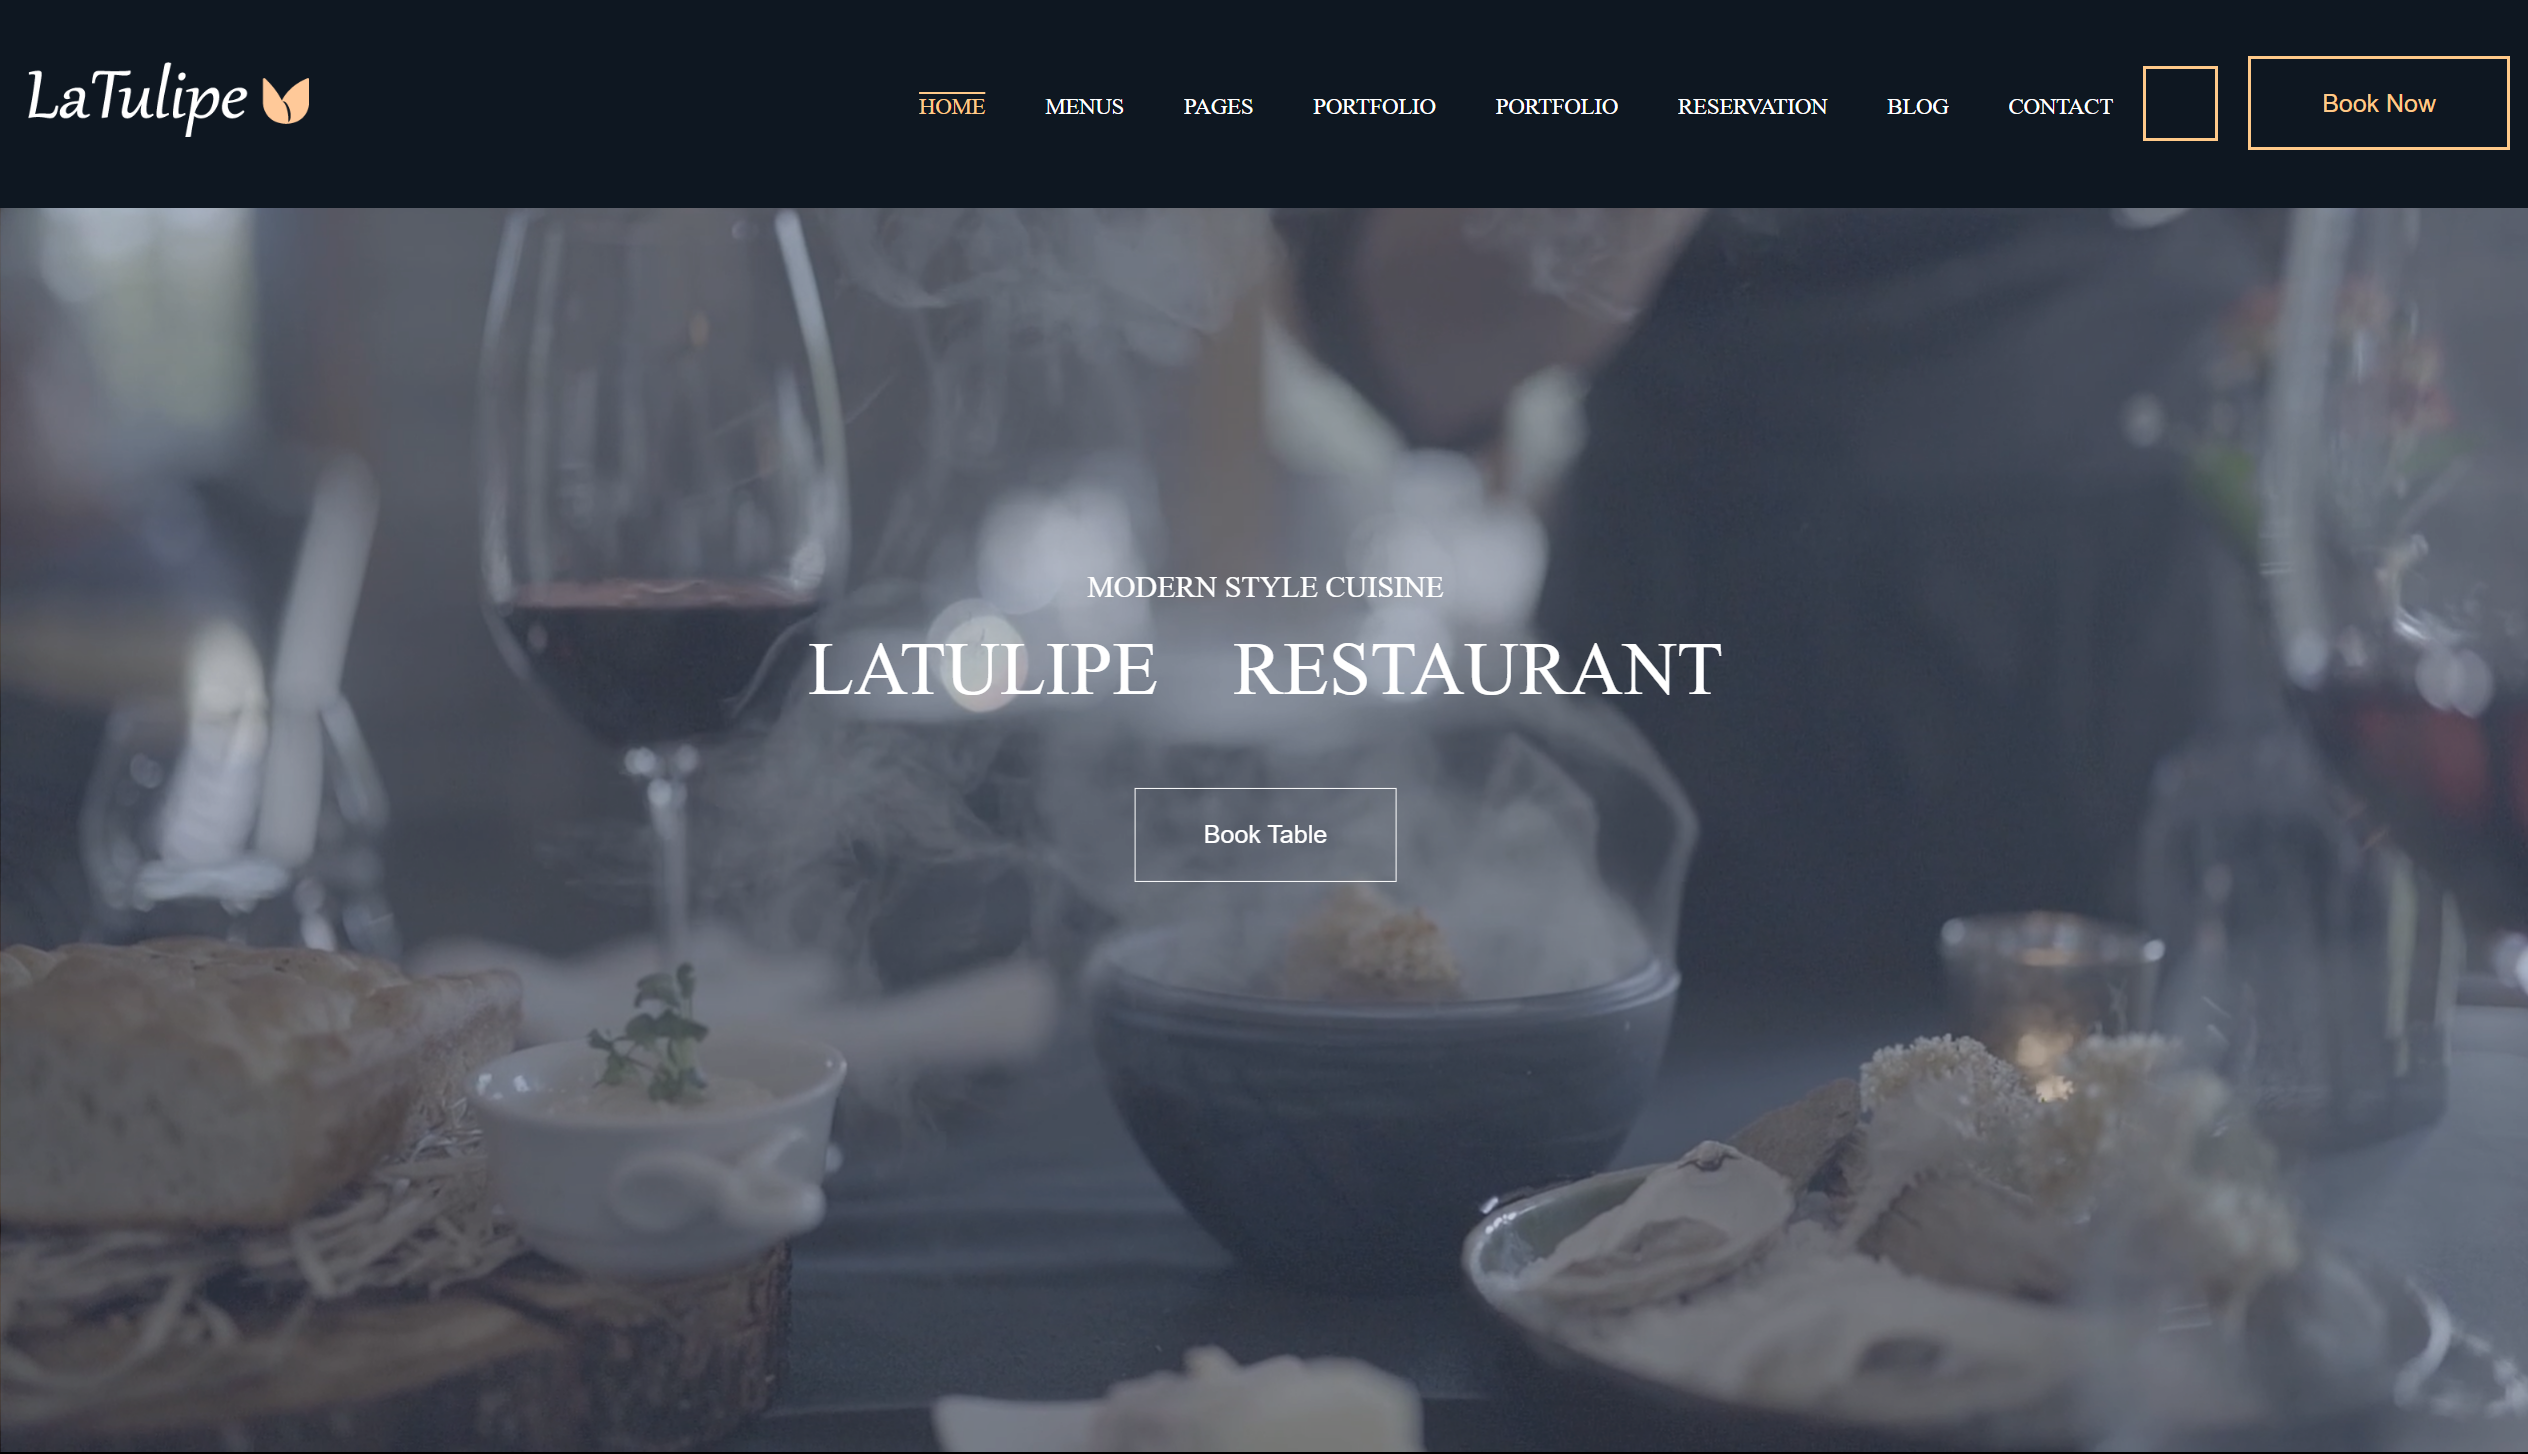 LaTulipe
HOME MENUS PAGES PORTFOLIO PORTFOLIO RESERVATION BLOG CONTACT Book Now
MODERN STYLE CUISINE
LATULIPE RESTAURANT
Book Table